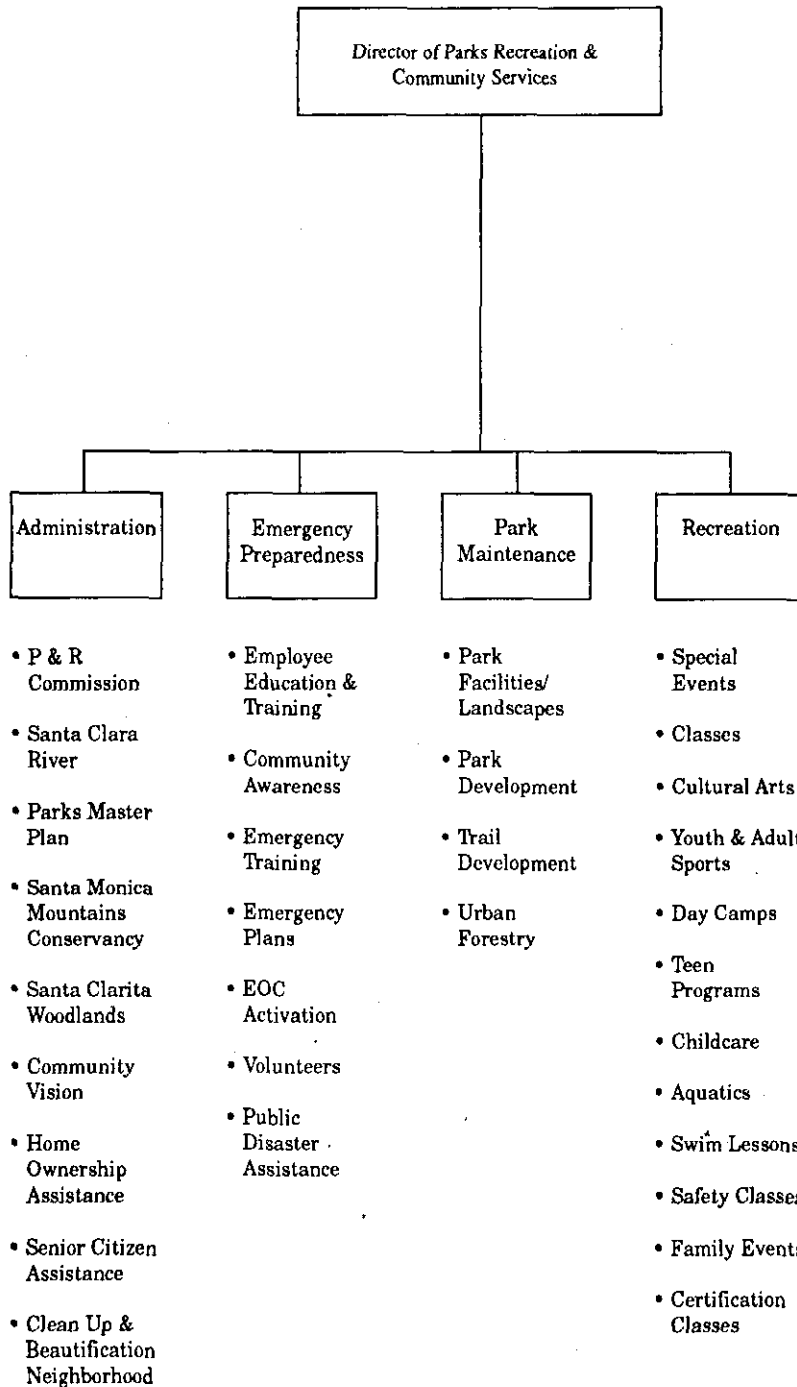 Director of Parks Recreation &
Community Services
Administration
Emergency
Preparedness
Park
Maintenance
Recreation
• P & R
Commission
• Santa Clara
River
• Parks Master
Plan
• Santa Monica
Mountains
Conservancy
• Santa Clarita
Woodlands
• Community
Vision
• Home
Ownership
Assistance
• Senior Citizen
Assistance
• Clean Up &
Beautification
Neighborhood
• Employee
Education &
Training
• Community
Awareness
• Emergency
Training
• Emergency
Plans
• EOC
Activation
• Volunteers
• Public
Disaster
Assistance
• Park
Facilities/
Landscapes
• Park
Development
• Trail
Development
• Urban
Forestry
• Special
Events
• Classes
• Cultural Arts
• Youth & Adult
Sports
• Day Camps
• Teen
Programs
• Childcare
• Aquatics
• Swim Lessons
• Safety Classes
• Family Events
• Certification
Classes